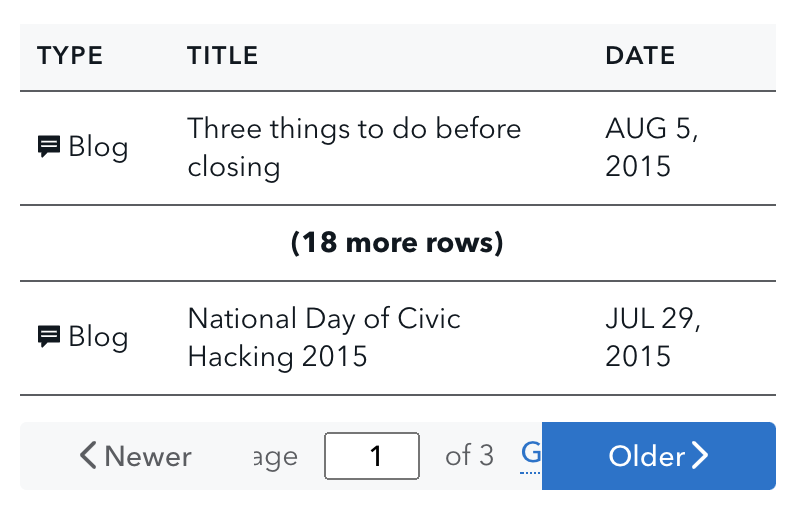 TYPE TITLE DATE
Blog Three things to do before closing AUG 5, 2015
(18 more rows)
Blog National Day of Civic Hacking 2015 JUL 29, 2015
Newer age 1 of 3 G Older